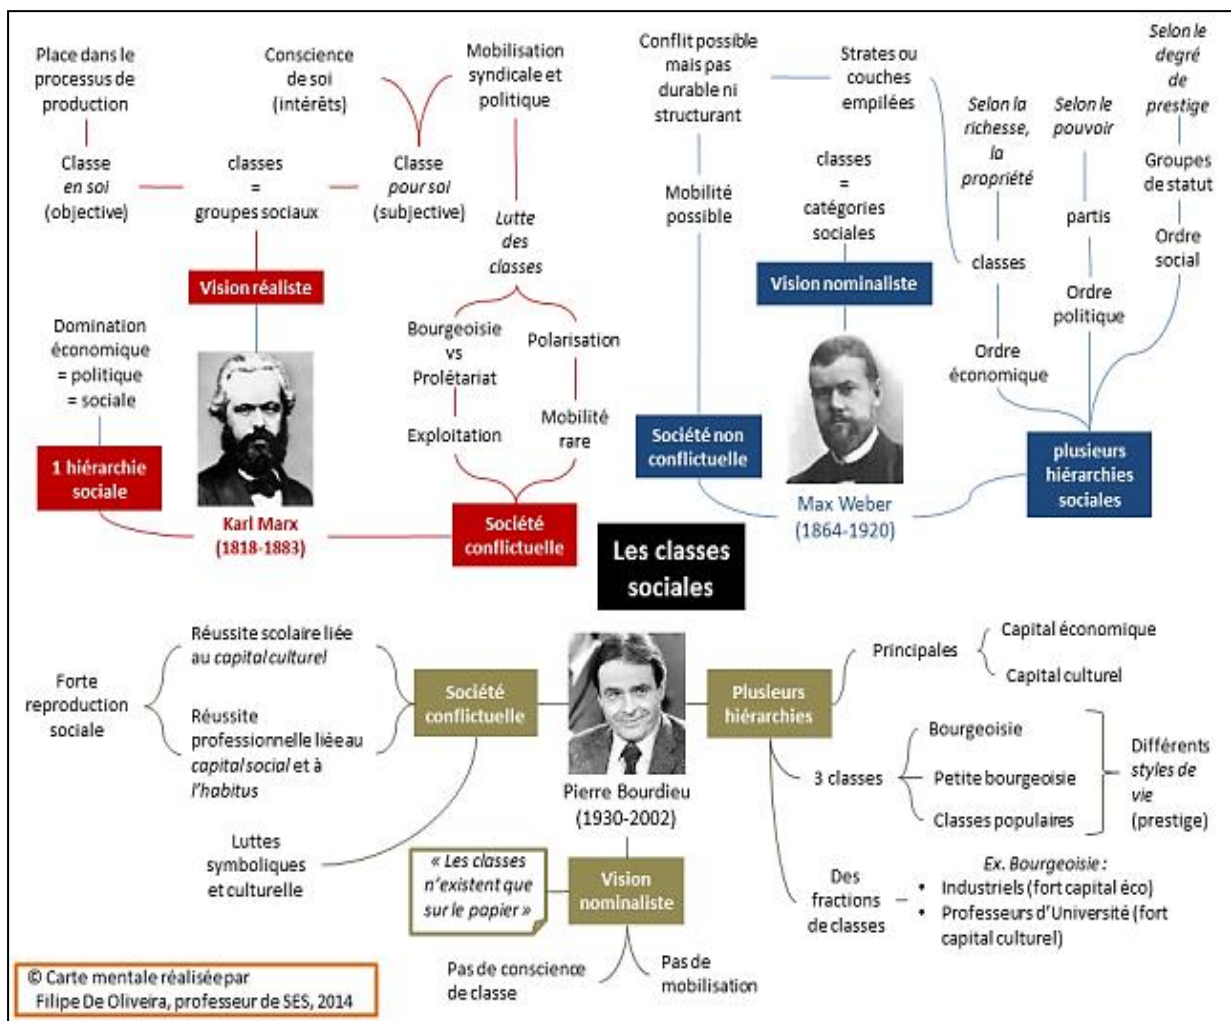 Place dans le
processus de
production
Conscience
de soi
(intérêts)
Mobilisation
syndicale et
politique
Classe
en soi
(objective)
classes
=
groupes sociaux
Classe
pour soi
(subjective)
Lutte
des
classes
Vision réaliste
Domination
économique
= politique
= sociale
Bourgeoisie
vs
Prolétariat
Polarisation
Exploitation
Mobilité
rare
1 hiérarchie
sociale
Karl Marx
(1818-1883)
Société
conflictuelle
Conflit possible
mais pas
durable ni
structurant
Strates ou
couches
empilées
Selon la
richesse,
la
propriété
Selon le
pouvoir
Selon le
degré
de
prestige
Mobilité
possible
classes
=
catégories
sociales
Groupes
de statut
partis
Ordre
social
classes
Vision nominaliste
Ordre
politique
Ordre
économique
Société non
conflictuelle
plusieurs
hiérarchies
sociales
Max Weber
(1864-1920)
Les classes
sociales
Réussite scolaire liée
au capital culturel
Forte
reproduction
sociale
Réussite
professionnelle liée au
capital social et à
l'habitus
Société
conflictuelle
Luttes
symboliques
et culturelle
Pierre Bourdieu
(1930-2002)
Plusieurs
hiérarchies
Principales
Capital économique
Capital culturel
3 classes
Bourgeoisie
Petite bourgeoisie
Classes populaires
Différents
styles de
vie
(prestige)
Des
fractions
de classes
Ex. Bourgeoisie :
• Industriels (fort capital éco)
• Professeurs d'Université (fort
capital culturel)
« Les classes
n'existent que
sur le papier »
Vision
nominaliste
Pas de conscience
de classe
Pas de
mobilisation
© Carte mentale réalisée par
Filipe De Oliveira, professeur de SES, 2014